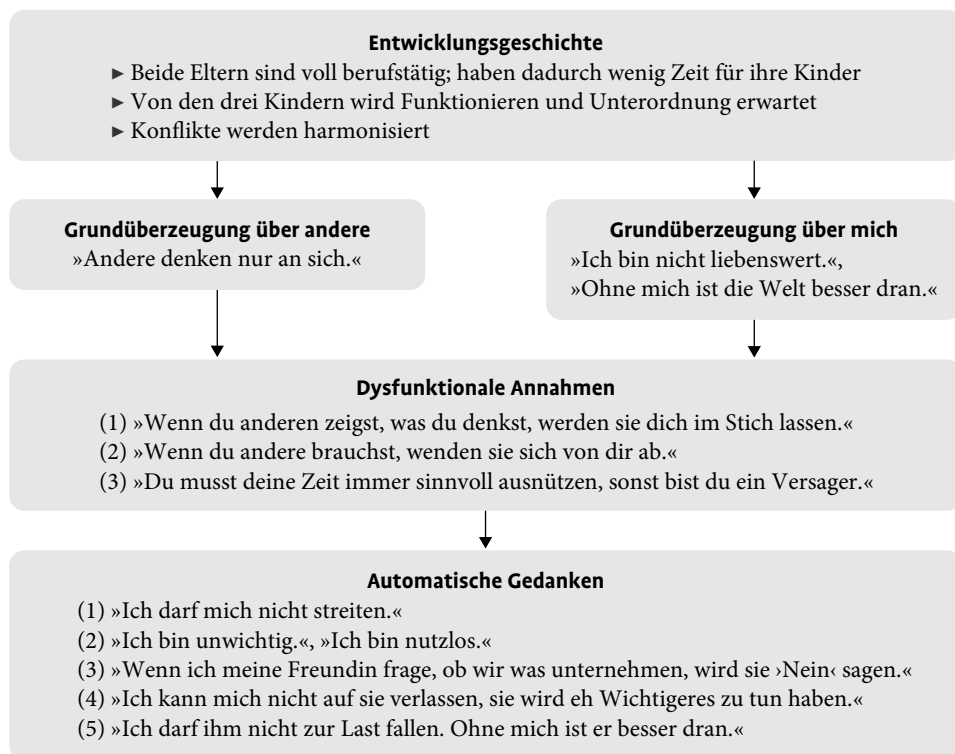 Entwicklungsgeschichte
► Beide Eltern sind voll berufstätig; haben dadurch wenig Zeit für ihre Kinder
► Von den drei Kindern wird Funktionieren und Unterordnung erwartet
► Konflikte werden harmonisiert
Grundüberzeugung über andere
»Andere denken nur an sich.«
Grundüberzeugung über mich
»Ich bin nicht liebenswert.«,
»Ohne mich ist die Welt besser dran.«
Dysfunktionale Annahmen
(1) »Wenn du anderen zeigst, was du denkst, werden sie dich im Stich lassen.«
(2) »Wenn du andere brauchst, wenden sie sich von dir ab.«
(3) »Du musst deine Zeit immer sinnvoll ausnützen, sonst bist du ein Versager.«
Automatische Gedanken
(1) »Ich darf mich nicht streiten.«
(2) »Ich bin unwichtig.«, »Ich bin nutzlos.«
(3) »Wenn ich meine Freundin frage, ob wir was unternehmen, wird sie ›Nein‹ sagen.«
(4) »Ich kann mich nicht auf sie verlassen, sie wird eh Wichtigeres zu tun haben.«
(5) »Ich darf ihm nicht zur Last fallen. Ohne mich ist er besser dran.«